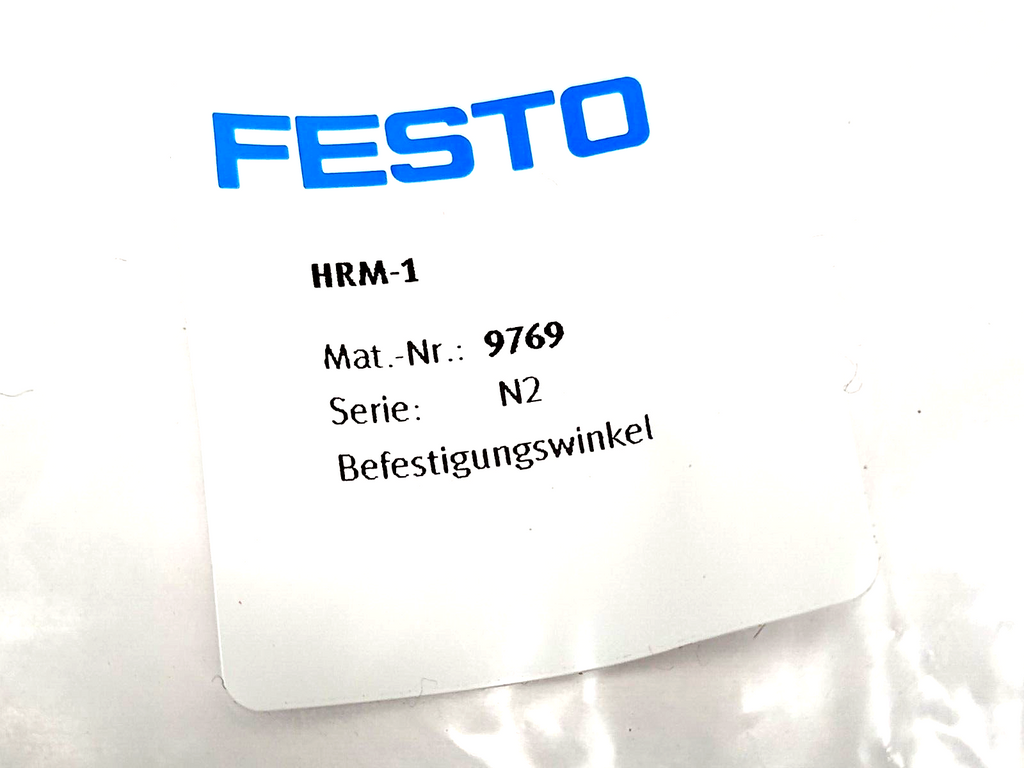 FESTO
HRM-1
Mat.-Nr.: 9769
Serie: N2
Befestigungswinkel